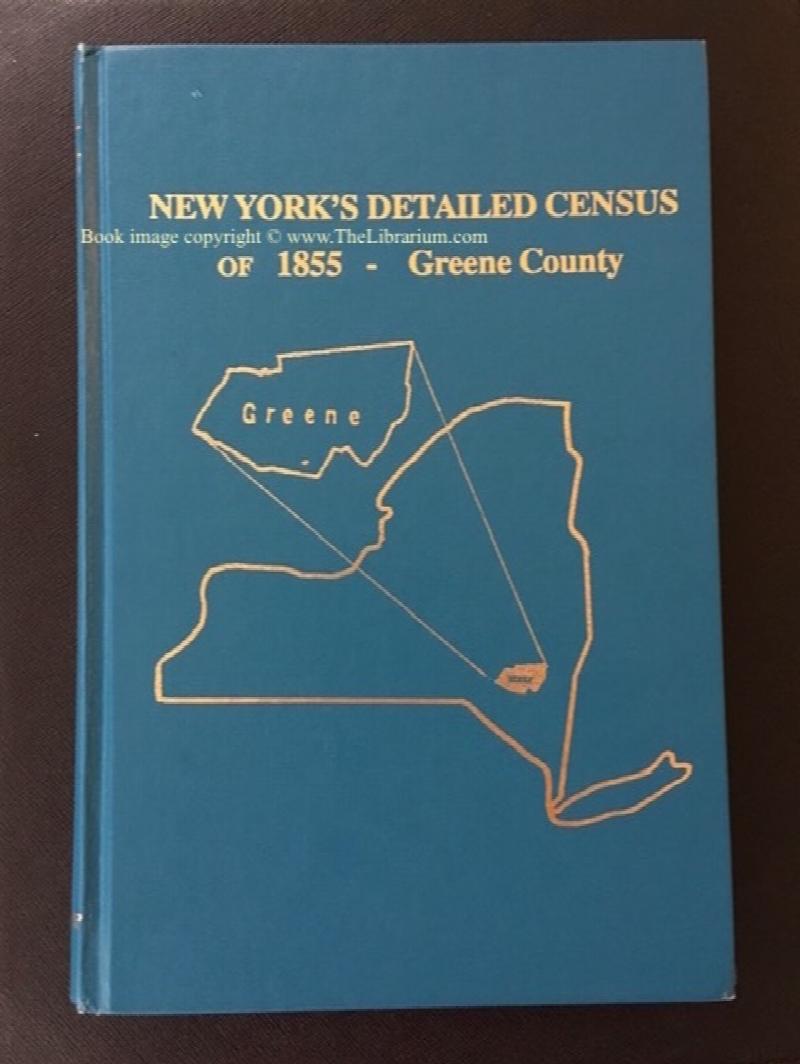 NEW YORK'S DETAILED CENSUS
Book image copyright © www.TheLibrarium.com
OF 1855 - Greene County
Greene